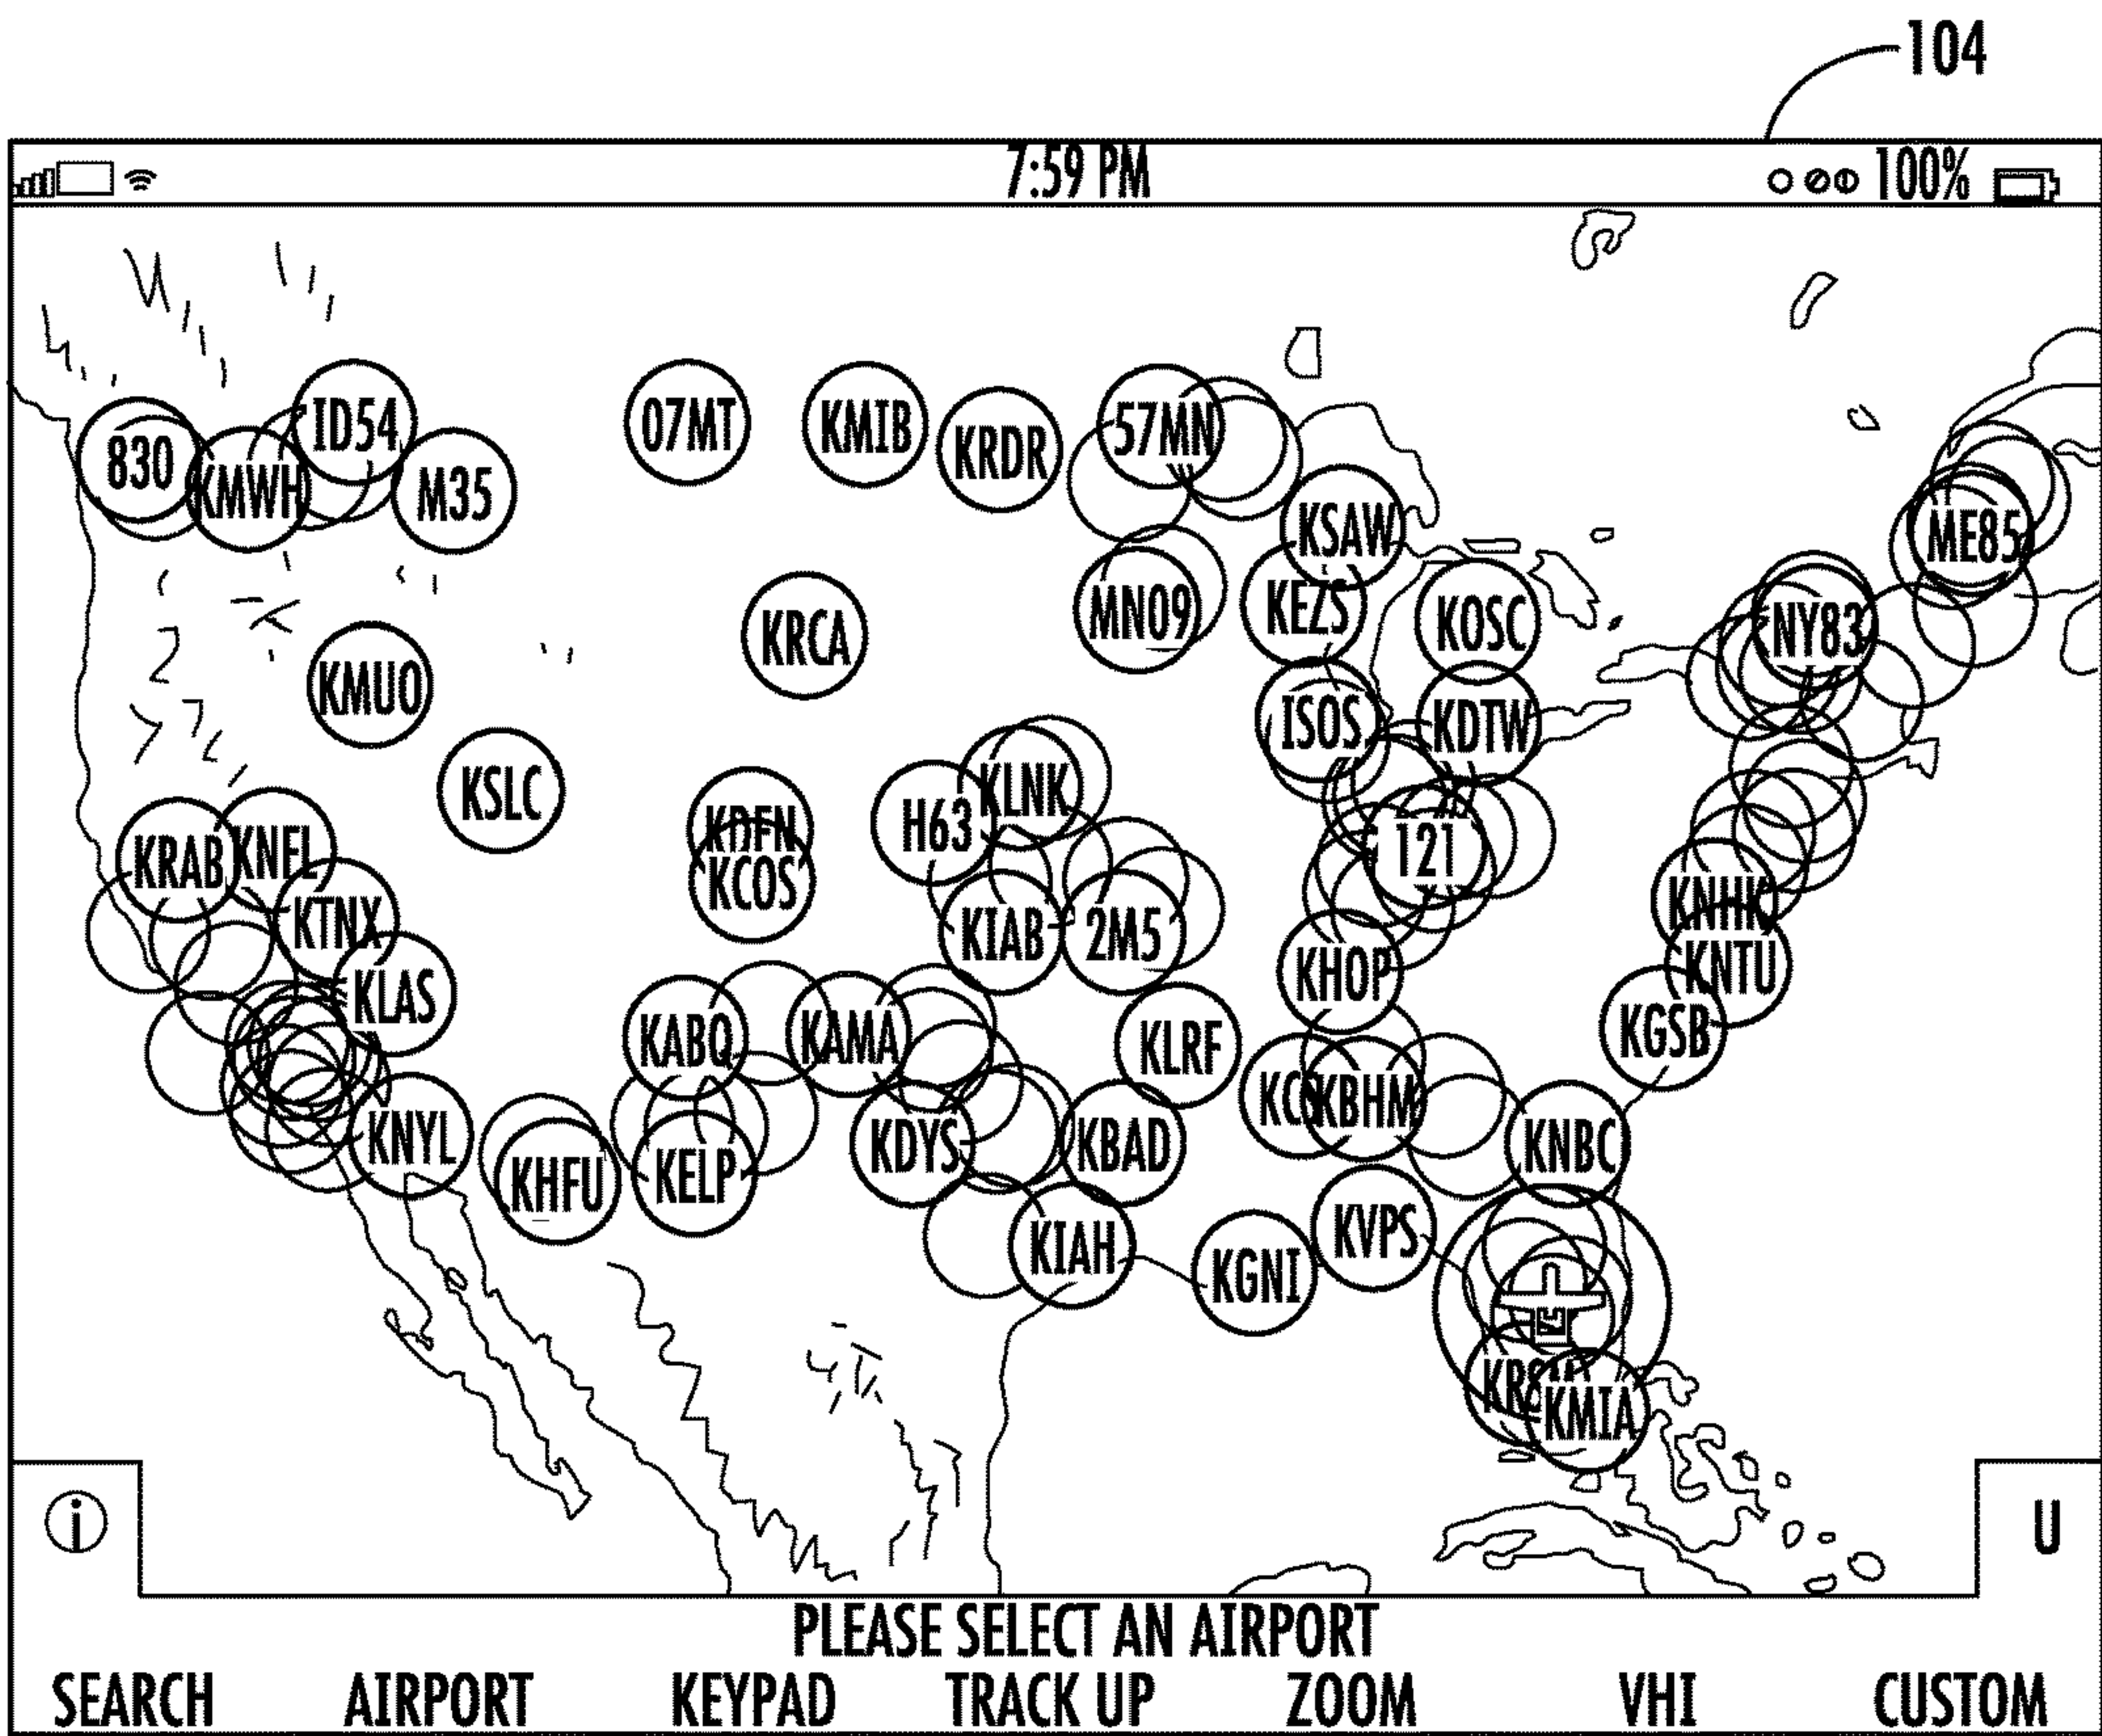 104
7:59 PM
100%
ID54
07MT
KMIB
57MN
830
KRDR
KMWH
M35
KSAW
ME85
KEZS
MN09
KOSC
NY83
KRCA
KMUO
ISOS
KDTW
KSLC
KLNK
H63
KDFN
121
KNEL
KRAB
KCOS
KNHK
KTNX
KIAB
2M5
KNTU
KHOP
KLAS
KGSB
KABQ
KAMA
KLRF
KBHM
KNYL
KDYS
KBAD
KNBC
KHFU
KELP
KVPS
KIAH
KGNI
KMIA
i
U
PLEASE SELECT AN AIRPORT
SEARCH AIRPORT KEYPAD TRACK UP ZOOM VHI CUSTOM